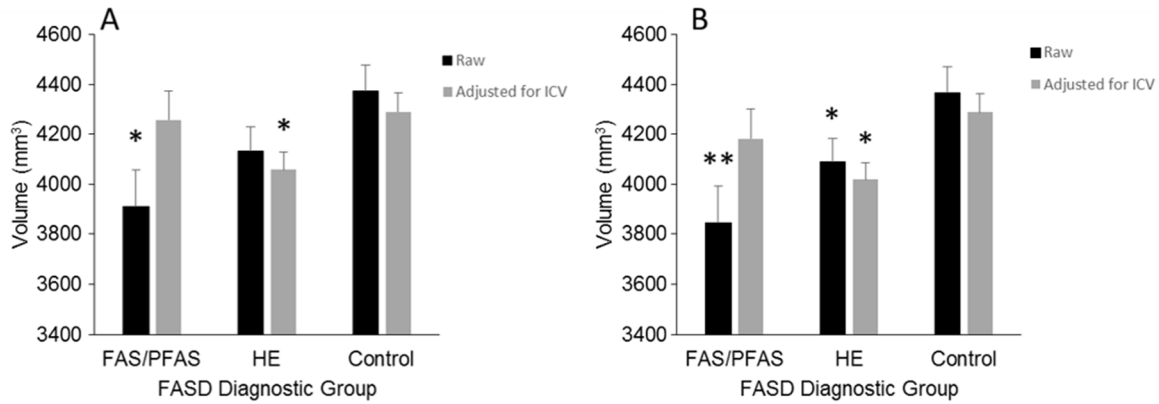 A
4600
4400
4200
4000
3800
3600
3400
Volume (mm³)
*
*
Raw
Adjusted for ICV
FAS/PFAS HE Control
FASD Diagnostic Group
B
4600
4400
4200
4000
3800
3600
3400
Volume (mm³)
**
*
*
Raw
Adjusted for ICV
FAS/PFAS HE Control
FASD Diagnostic Group